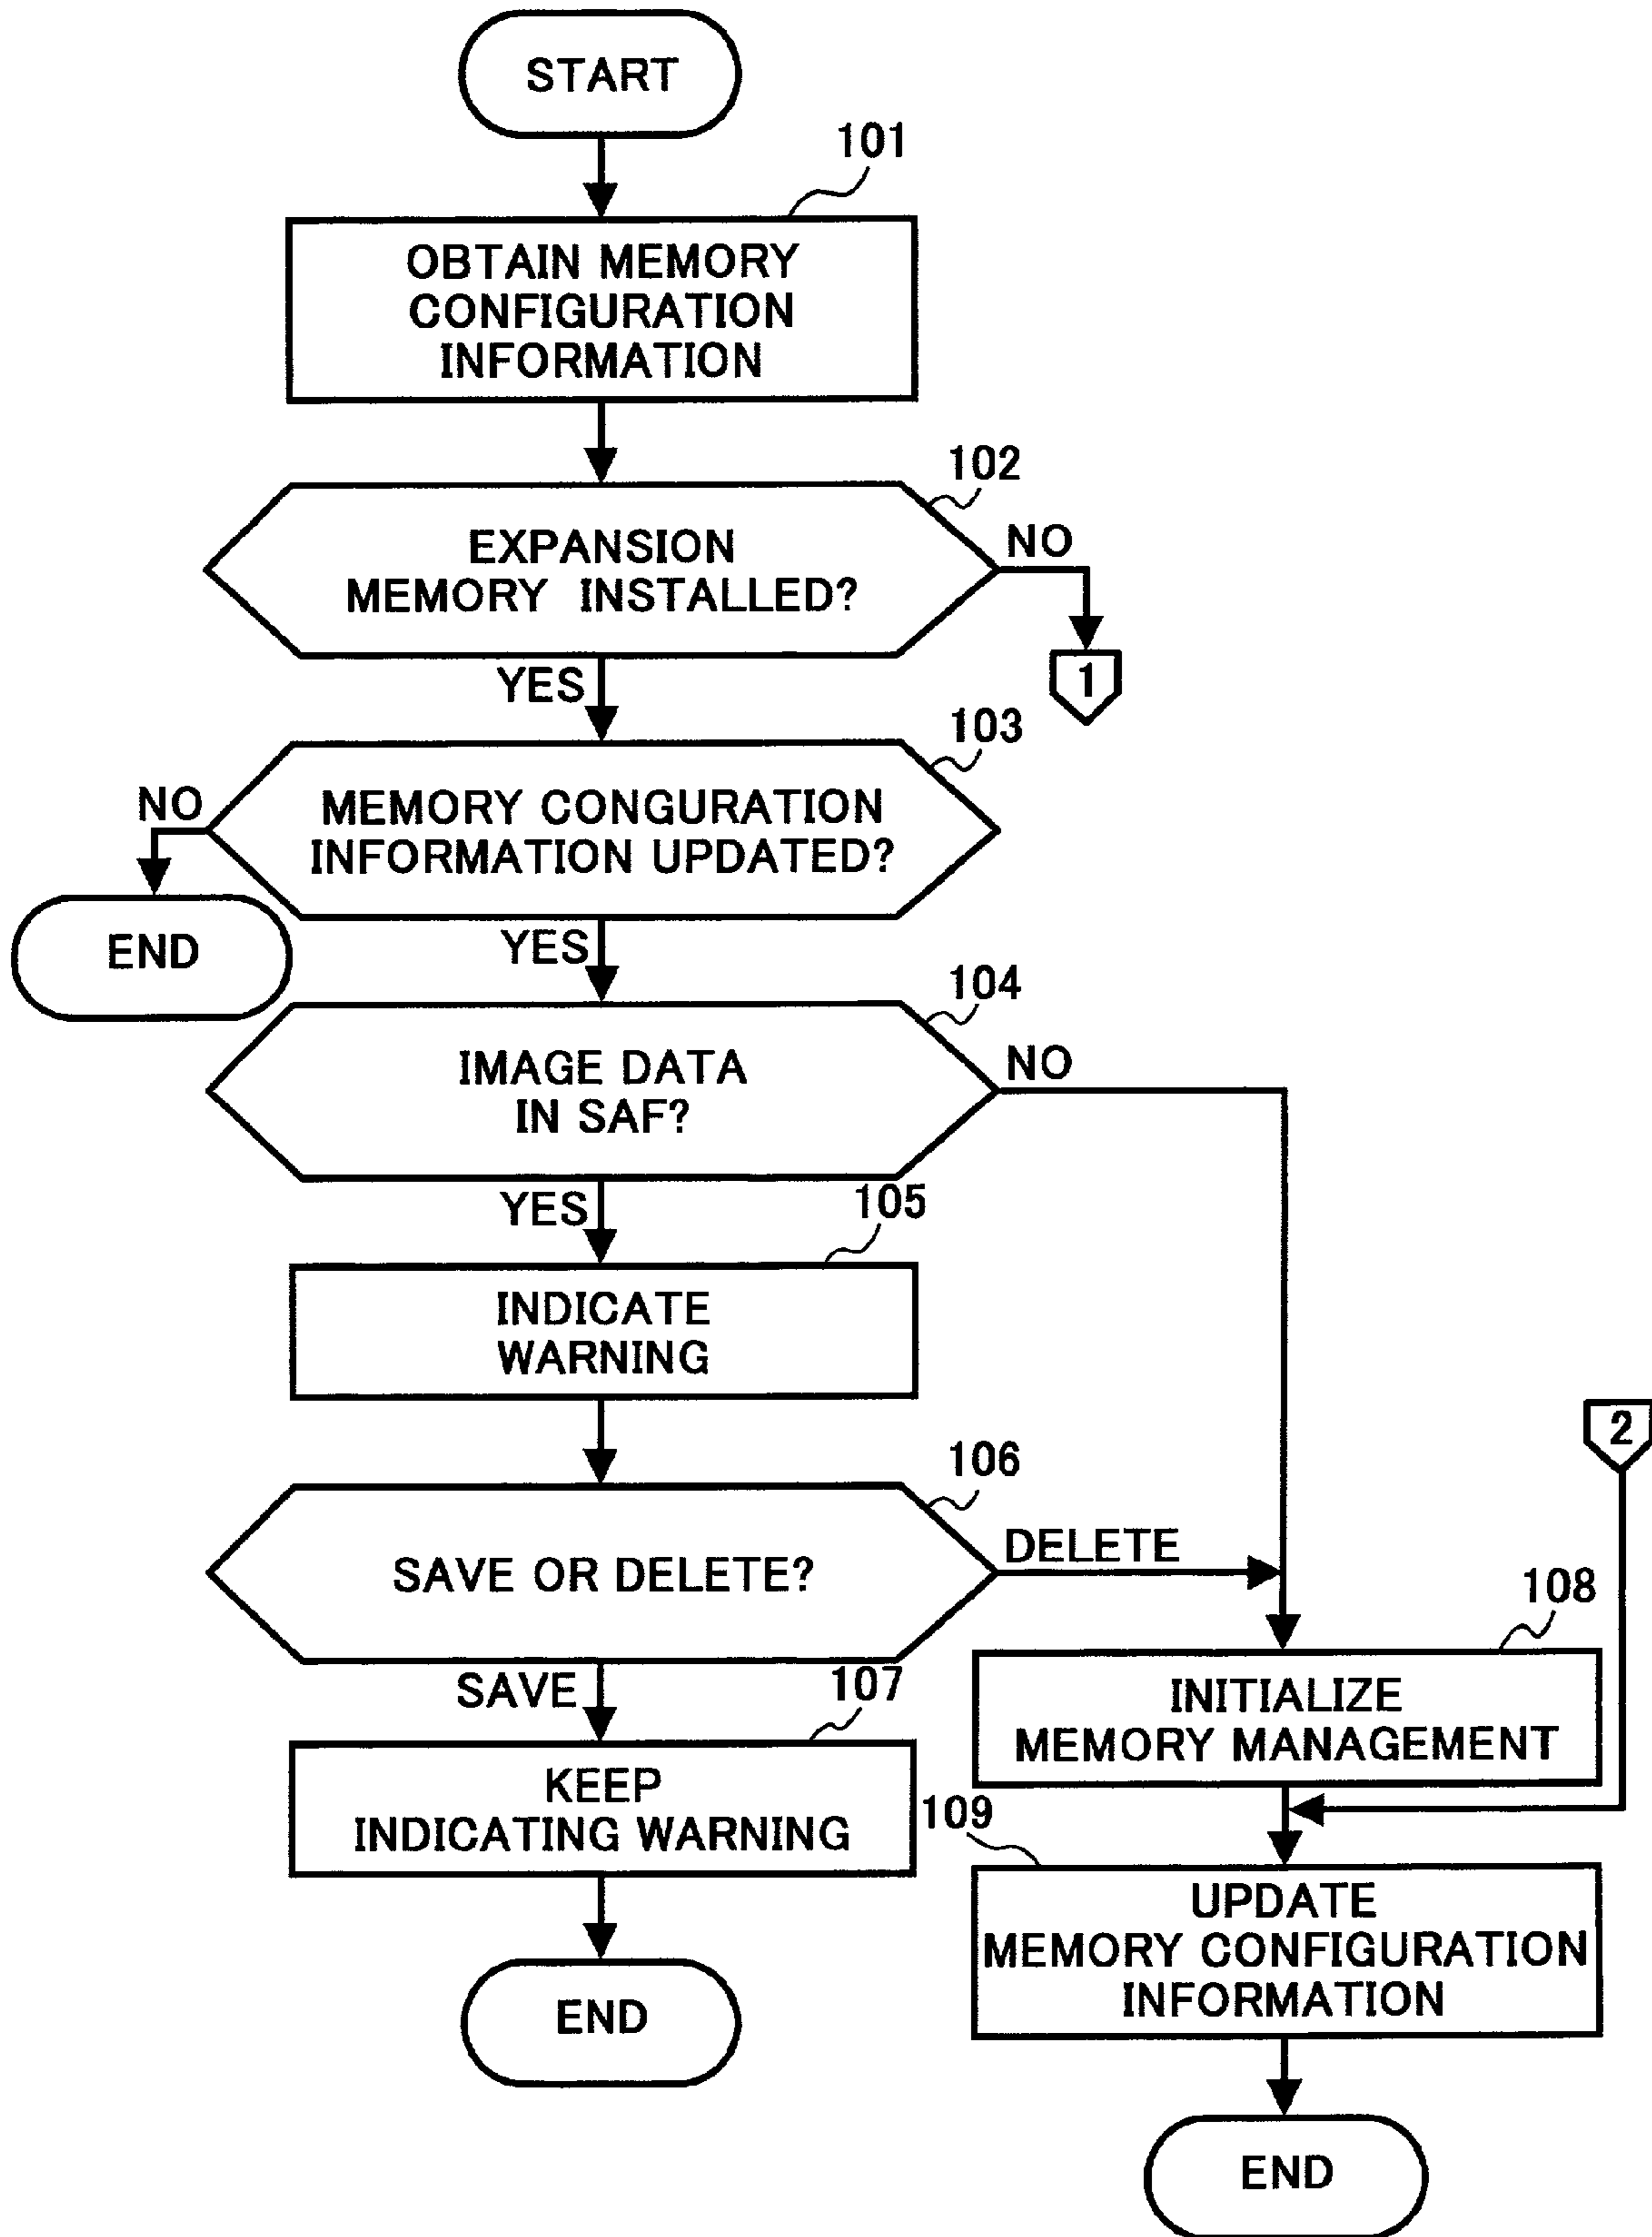 START
101
OBTAIN MEMORY
CONFIGURATION
INFORMATION
102
EXPANSION
MEMORY INSTALLED?
NO
1
YES
103
MEMORY CONGURATION
INFORMATION UPDATED?
NO
END
YES
104
IMAGE DATA
IN SAF?
NO
YES
105
INDICATE
WARNING
2
106
SAVE OR DELETE?
DELETE
SAVE
107
KEEP
INDICATING WARNING
END
108
INITIALIZE
MEMORY MANAGEMENT
109
UPDATE
MEMORY CONFIGURATION
INFORMATION
END